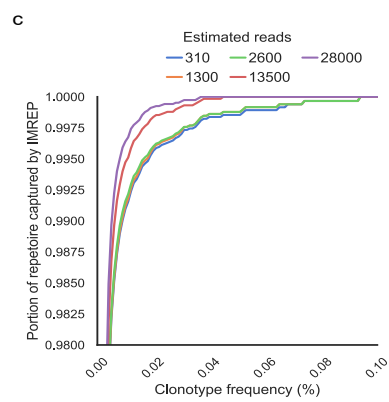 C
Estimated reads
310 2600 28000
1300 13500
Portion of repetoire captured by IMREP
1.0000
0.9975
0.9950
0.9925
0.9900
0.9875
0.9850
0.9825
0.9800
0.00 0.02 0.04 0.06 0.08 0.10
Clonotype frequency (%)